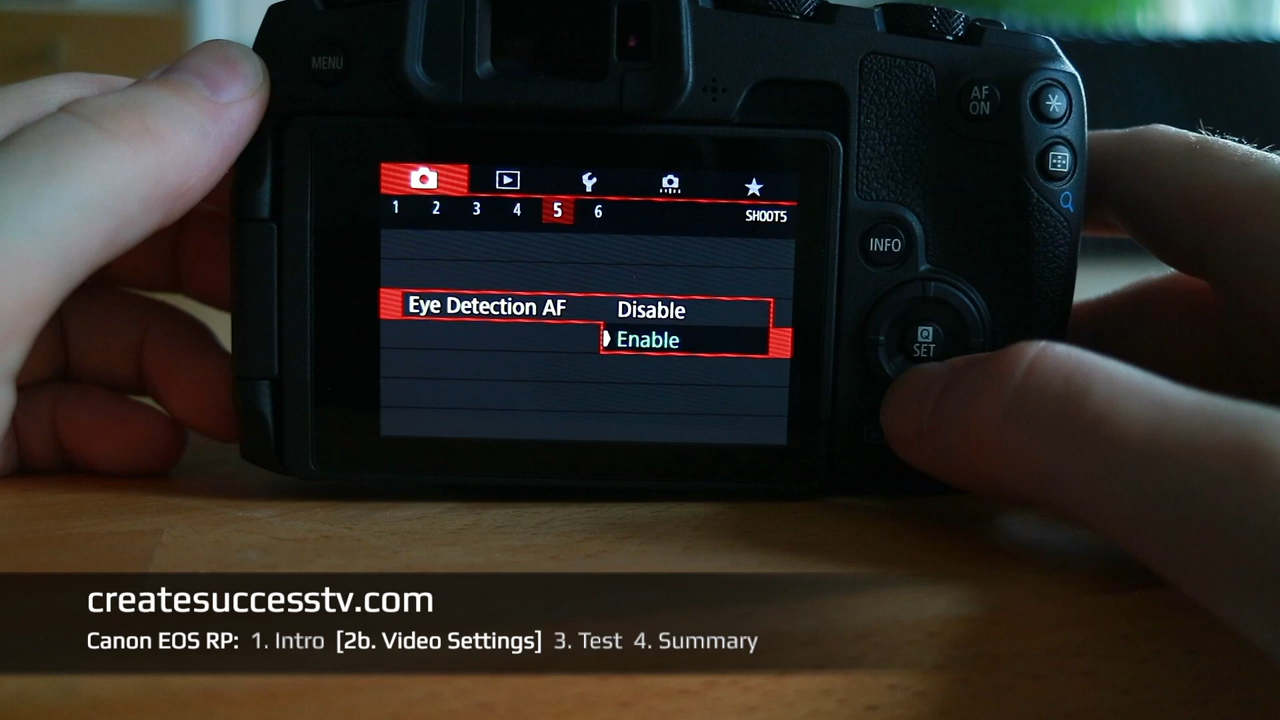 MENU
AF
ON
1 2 3 4 5 6 SHOOT5
INFO
Eye Detection AF Disable
Enable
Q
SET
createsuccesstv.com
Canon EOS RP: 1. Intro [2b. Video Settings] 3. Test 4. Summary